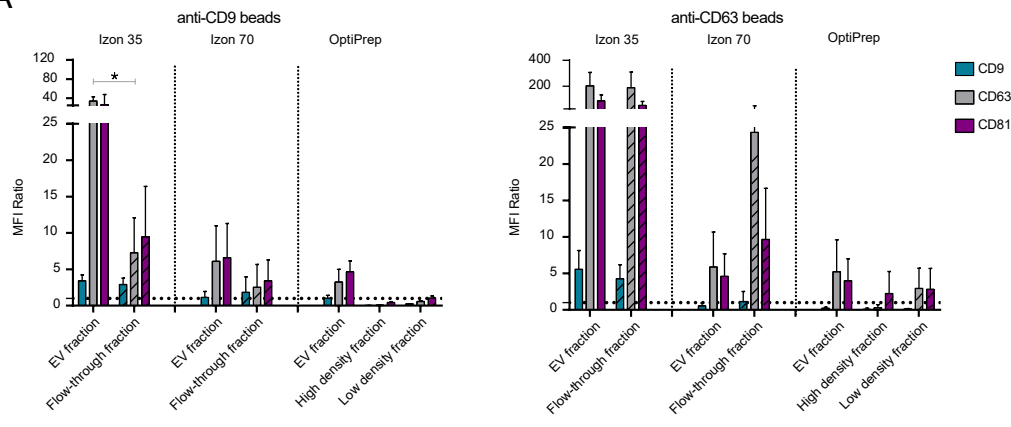 anti-CD9 beads
Izon 35
Izon 70
OptiPrep
120
80
40
25
20
15
10
5
1
0
MFI Ratio
*
EV fraction
Flow-through fraction
EV fraction
Flow-through fraction
EV fraction
High density fraction
Low density fraction
anti-CD63 beads
Izon 35
Izon 70
OptiPrep
400
200
25
20
15
10
5
1
0
MFI Ratio
EV fraction
Flow-through fraction
EV fraction
Flow-through fraction
EV fraction
High density fraction
Low density fraction
CD9
CD63
CD81